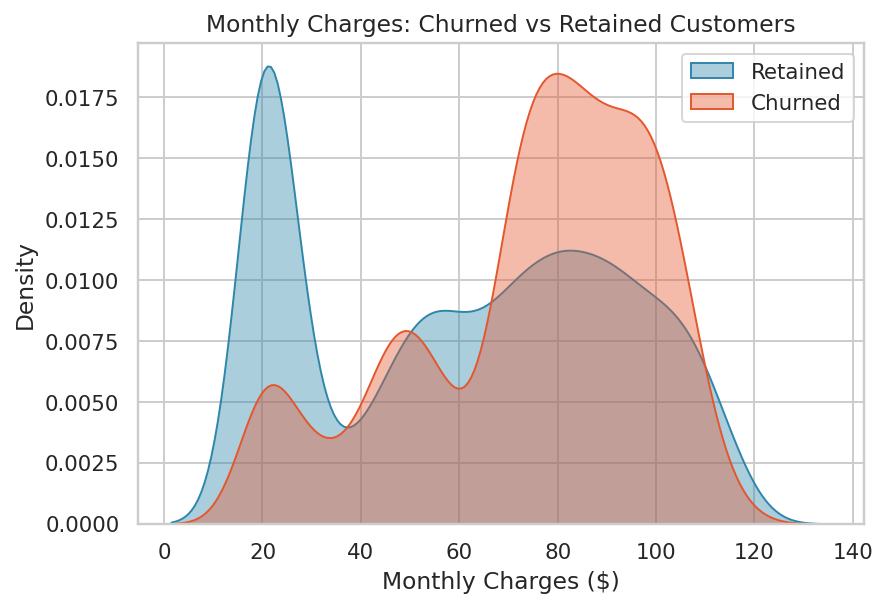 Monthly Charges: Churned vs Retained Customers
Retained
Churned
Density
0.0175
0.0150
0.0125
0.0100
0.0075
0.0050
0.0025
0.0000
0 20 40 60 80 100 120 140
Monthly Charges ($)